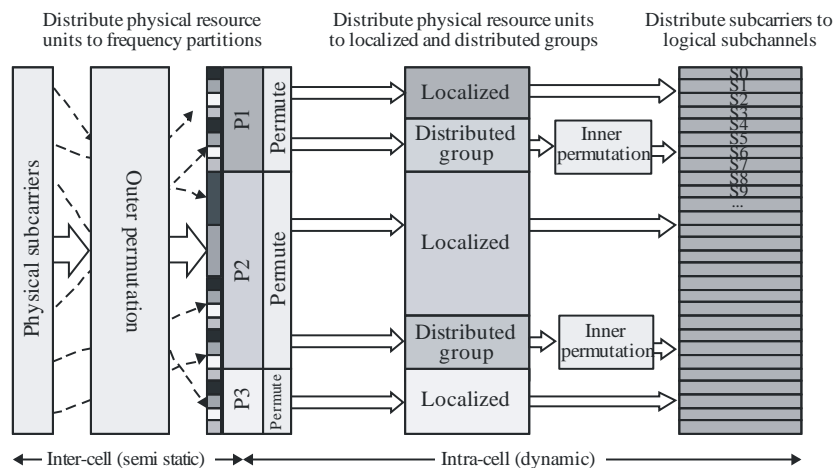 Distribute physical resource
units to frequency partitions
Distribute physical resource units
to localized and distributed groups
Distribute subcarriers to
logical subchannels
Physical subcarriers
Outer permutation
P1
Permute
P2
Permute
P3
Permute
Localized
Distributed
group
Inner
permutation
Localized
Distributed
group
Inner
permutation
Localized
S0
S1
S2
S3
S4
S5
S6
S7
S8
S9
...
Inter-cell (semi static)
Intra-cell (dynamic)